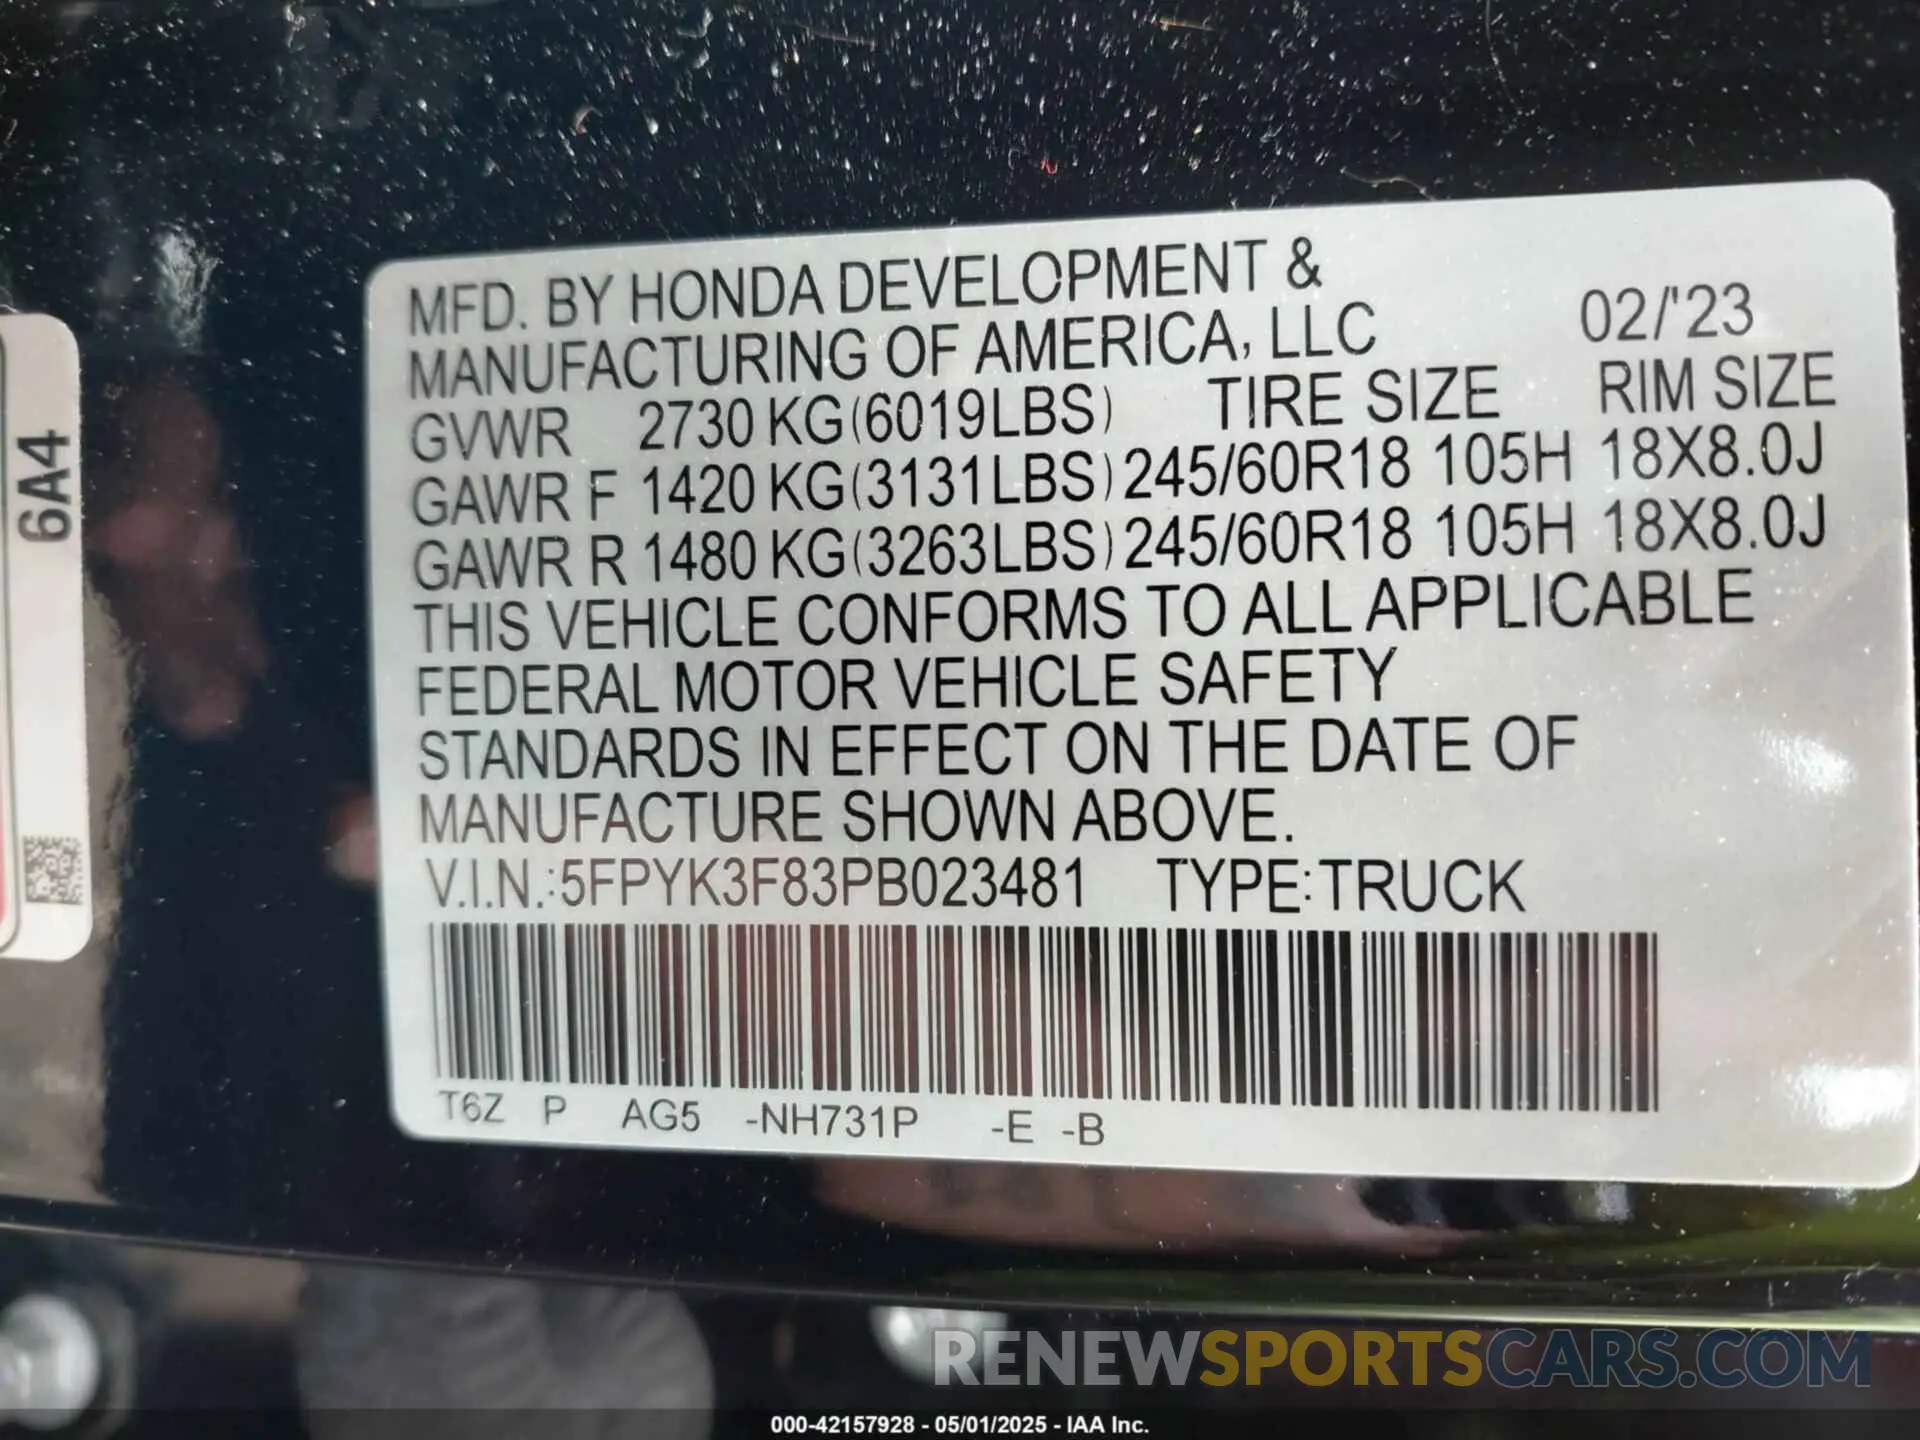 MFD. BY HONDA DEVELOPMENT &
MANUFACTURING OF AMERICA, LLC 02/'23
GVWR 2730 KG(6019LBS) TIRE SIZE RIM SIZE
GAWR F 1420 KG(3131LBS) 245/60R18 105H 18X8.0J
GAWR R 1480 KG(3263LBS) 245/60R18 105H 18X8.0J
THIS VEHICLE CONFORMS TO ALL APPLICABLE
FEDERAL MOTOR VEHICLE SAFETY
STANDARDS IN EFFECT ON THE DATE OF
MANUFACTURE SHOWN ABOVE.
V.I.N.:5FPYK3F83PB023481 TYPE:TRUCK
T6Z P AG5 -NH731P -E -B
6A4
RENEWSPORTSCARS.COM
000-42157928 - 05/01/2025 - IAA Inc.